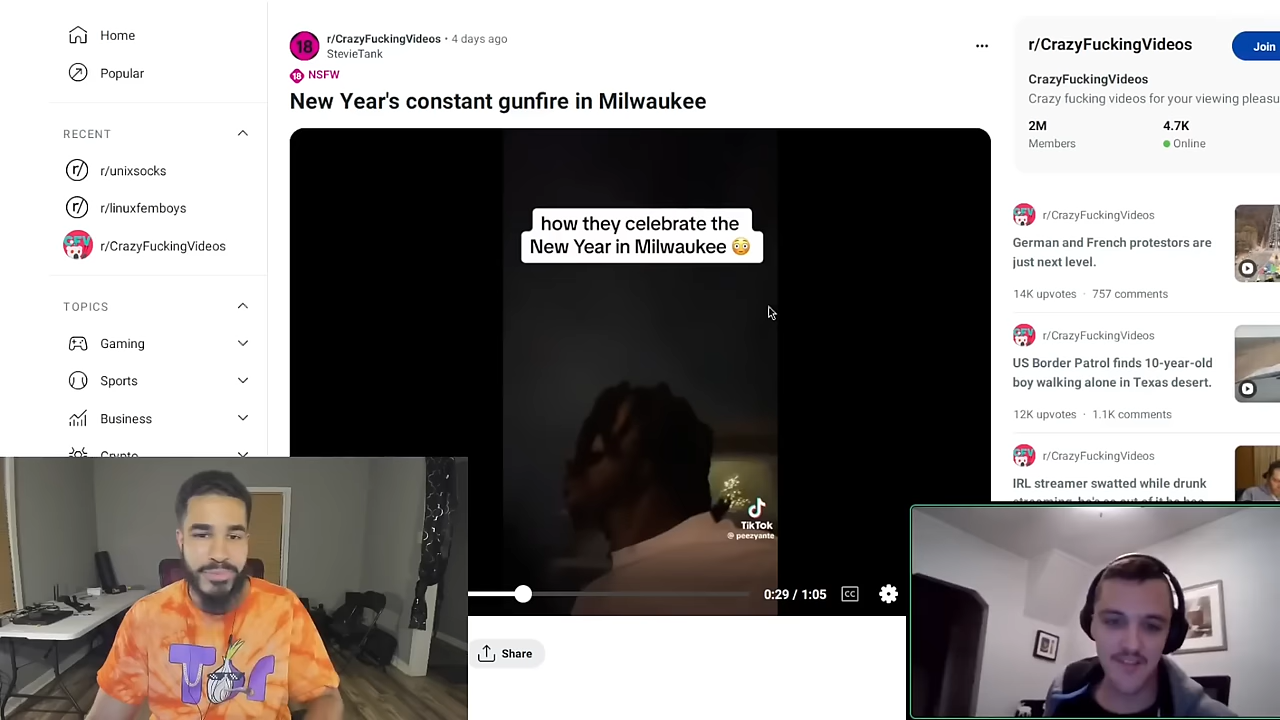 Home
Popular
RECENT
r/unixsocks
r/linuxfemboys
r/CrazyFuckingVideos
TOPICS
Gaming
Sports
Business
Crypto
18
r/CrazyFuckingVideos • 4 days ago
StevieTank
18 NSFW
New Year's constant gunfire in Milwaukee
how they celebrate the
New Year in Milwaukee 😳
TikTok
@ peezyante
0:29 / 1:05
CC
Share
r/CrazyFuckingVideos
Join
CrazyFuckingVideos
Crazy fucking videos for your viewing pleasu
2M
4.7K
Members
Online
r/CrazyFuckingVideos
German and French protestors are
just next level.
14K upvotes · 757 comments
r/CrazyFuckingVideos
US Border Patrol finds 10-year-old
boy walking alone in Texas desert.
12K upvotes · 1.1K comments
r/CrazyFuckingVideos
IRL streamer swatted while drunk